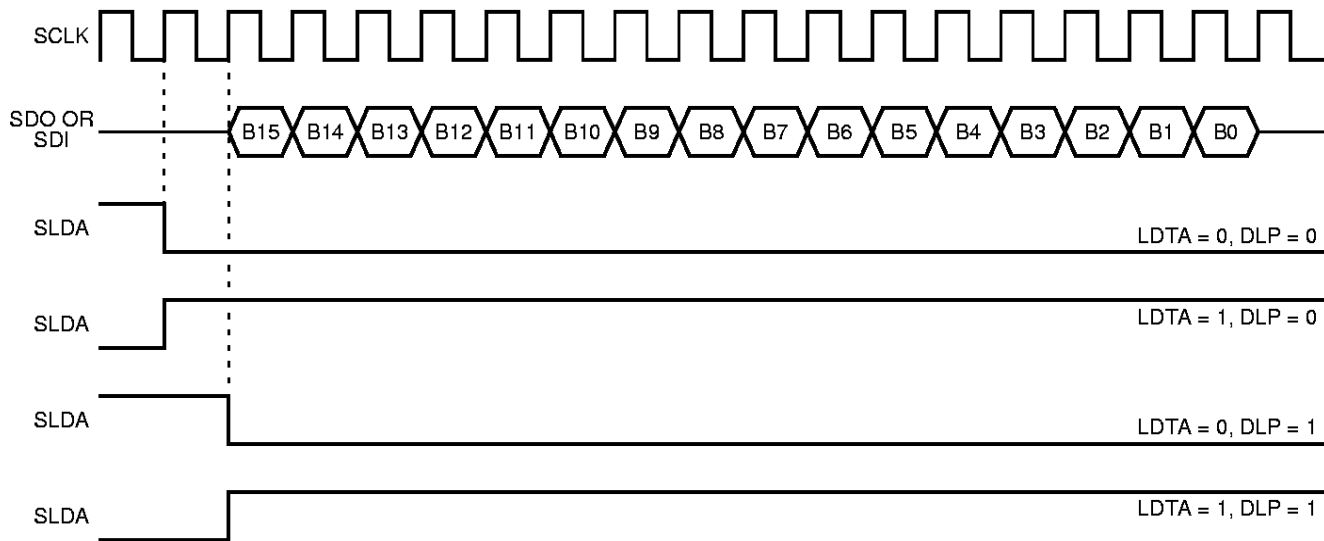 SCLK
SDO OR
SDI
B15 B14 B13 B12 B11 B10 B9 B8 B7 B6 B5 B4 B3 B2 B1 B0
SLDA
LDTA = 0, DLP = 0
SLDA
LDTA = 1, DLP = 0
SLDA
LDTA = 0, DLP = 1
SLDA
LDTA = 1, DLP = 1